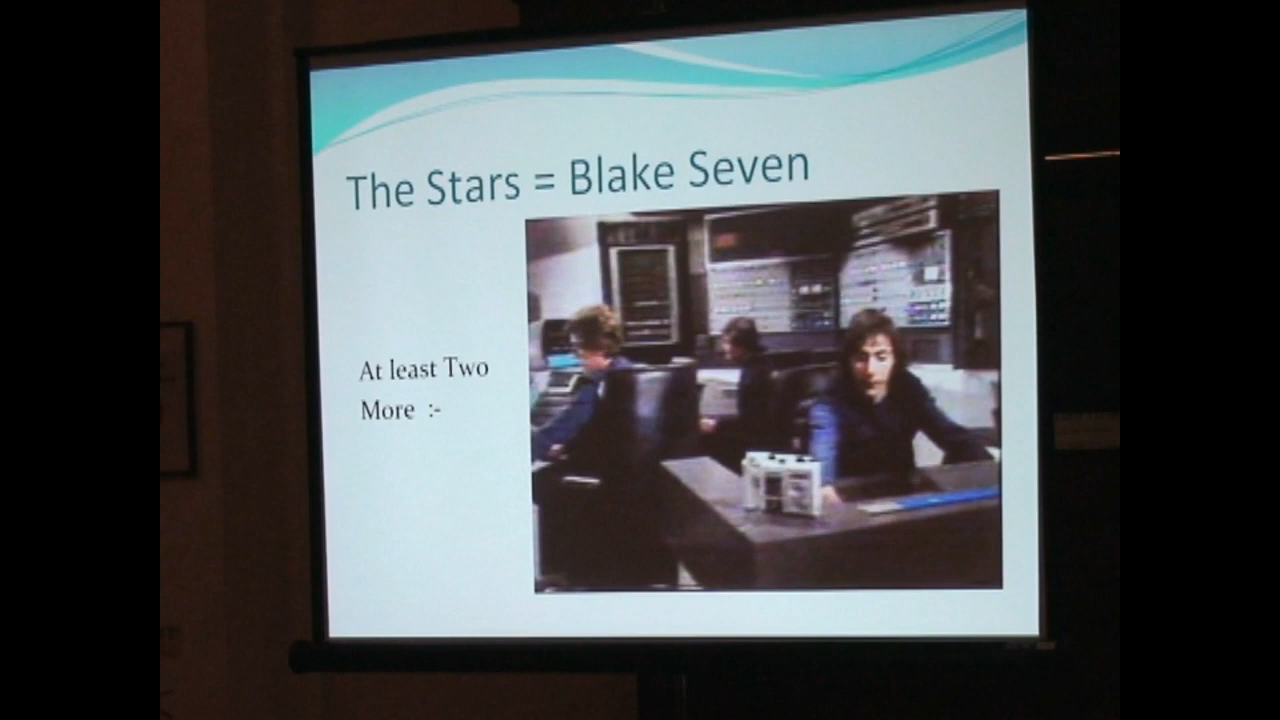 The Stars = Blake Seven
At least Two
More :-